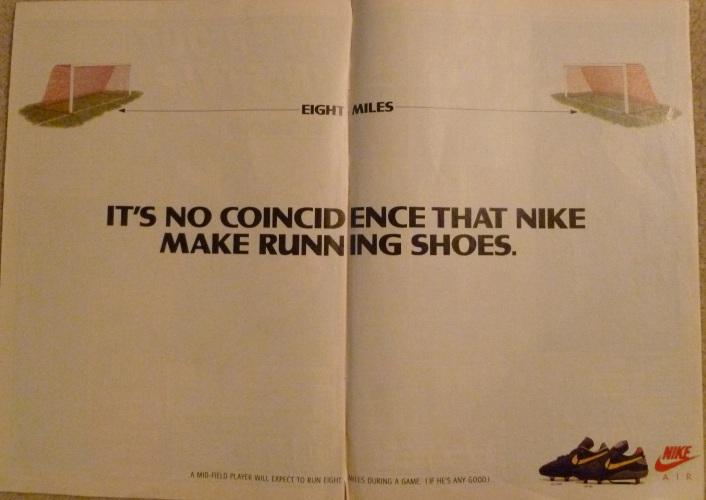 EIGHT MILES
IT'S NO COINCIDENCE THAT NIKE
MAKE RUNNING SHOES.
A MID-FIELD PLAYER WILL EXPECT TO RUN EIGHT MILES DURING A GAME. (IF HE'S ANY GOOD)
NIKE
AIR